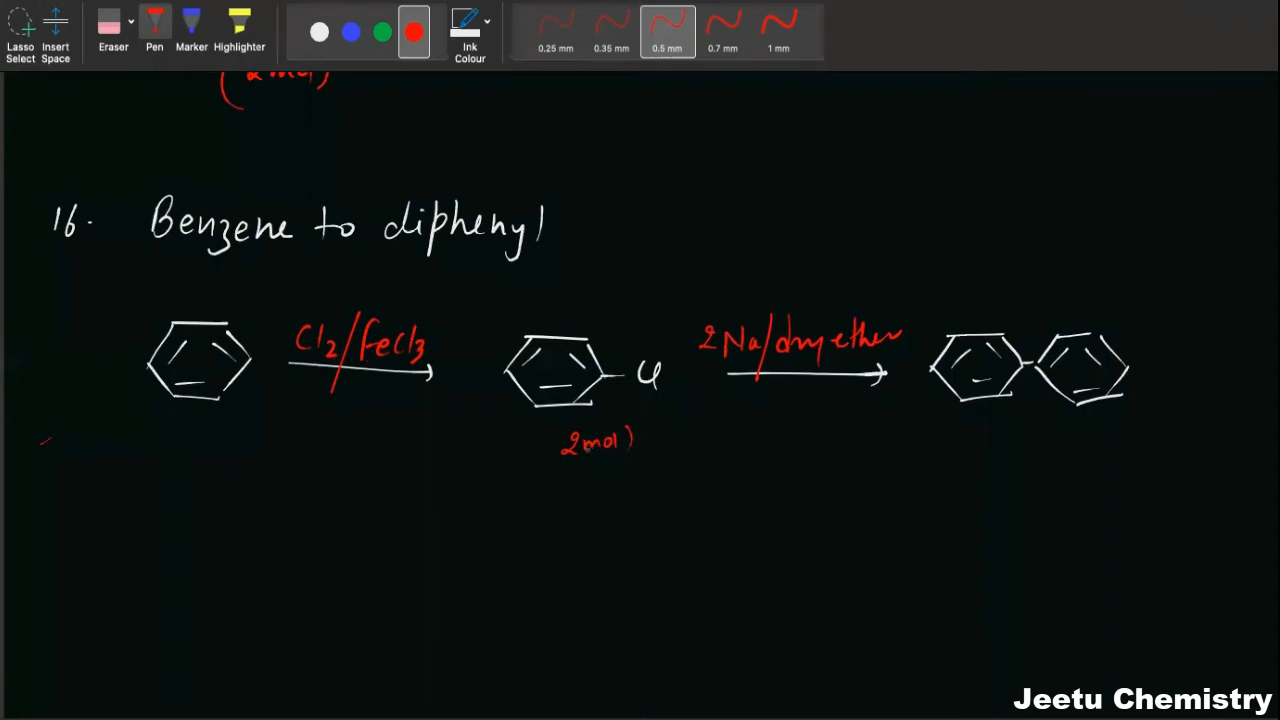 Lasso Select
Insert Space
Eraser
Pen
Marker
Highlighter
Ink Colour
0.25 mm
0.35 mm
0.5 mm
0.7 mm
1 mm
(2mol)
16. Benzene to diphenyl
Cl2/FeCl3
Cl
2Na/dry ether
2mol)
Jeetu Chemistry